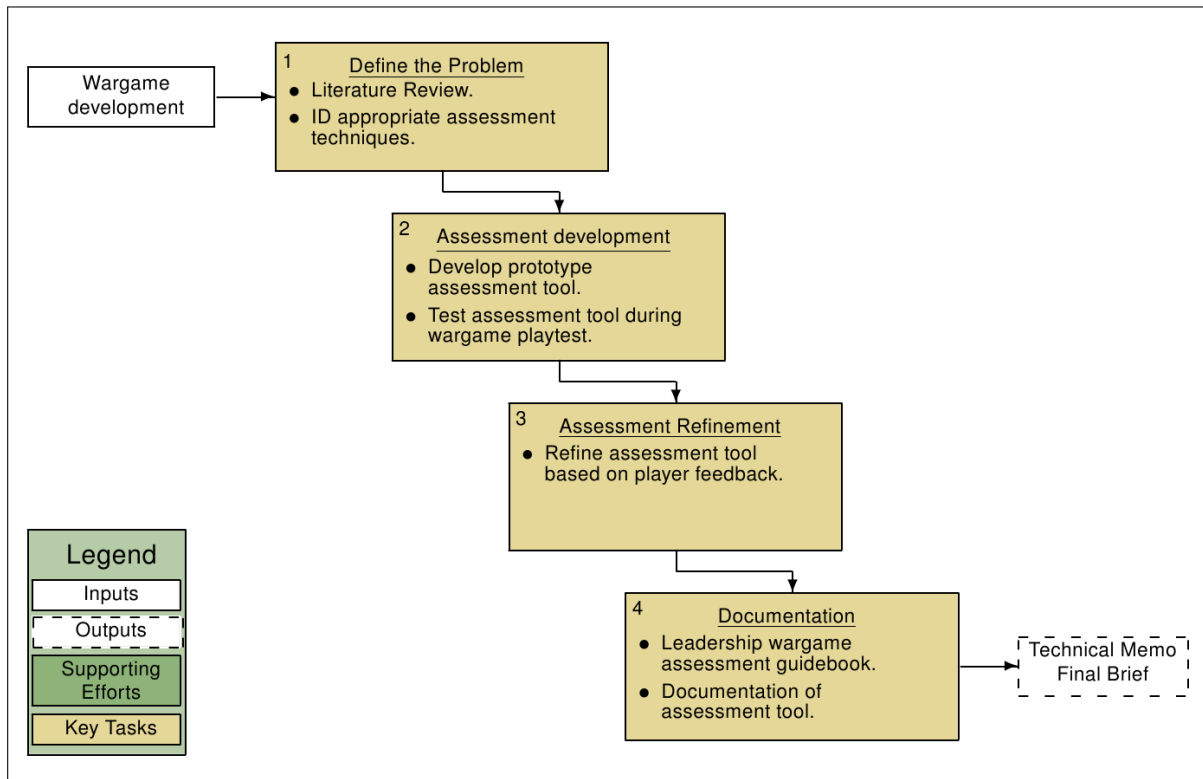 Wargame
development
1
Define the Problem
● Literature Review.
● ID appropriate assessment
techniques.
2
Assessment development
● Develop prototype
assessment tool.
● Test assessment tool during
wargame playtest.
3
Assessment Refinement
● Refine assessment tool
based on player feedback.
4
Documentation
● Leadership wargame
assessment guidebook.
● Documentation of
assessment tool.
Technical Memo
Final Brief
Legend
Inputs
Outputs
Supporting
Efforts
Key Tasks